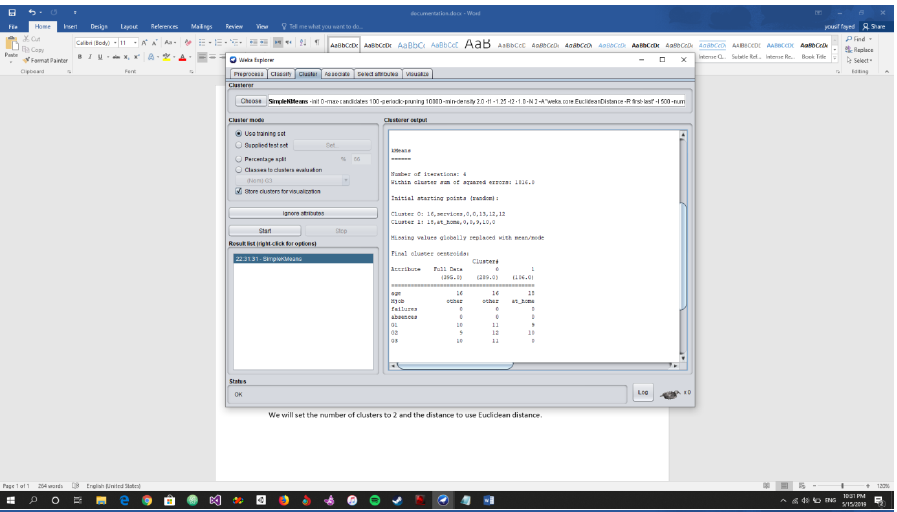 documentation.docx - Word
File Home Insert Design Layout References Mailings Review View Tell me what you want to do...
yousif fayed Share
Cut
Copy
Paste Format Painter
Calibri (Body) 11
AaBbCcDc AaBbCcDc AaBbCc AaBbCcE AaB AaBbCcE AaBbCcDc AaBbCcDc AaBbCcDc AaBbCcDc AaBbCcDc AaBbCcDc AABBCCDC AABBCCDC AaBbCcDc
Intense Q... Subtle Ref... Intense Re... Book Title
Find
Replace
Select
Clipboard Font Styles Editing
Weka Explorer
Preprocess Classify Cluster Associate Select attributes Visualize
Clusterer
Choose SimpleKMeans -init 0 -max-candidates 100 -periodic-pruning 10000 -min-density 2.0 -t1 -1.25 -t2 -1.0 -N 2 -A "weka.core.EuclideanDistance -R first-last" -I 500 -num
Cluster mode
Use training set
Supplied test set Set...
Percentage split %
Classes to clusters evaluation
Store clusters for visualization
Ignore attributes
Start Stop
Result list (right-click for options)
22:31:31 - SimpleKMeans
Clusterer output
kMeans
======
Number of iterations: 4
Within cluster sum of squared errors: 1016.0
Initial starting points (random):
Cluster 0: 16,services,0,0,13,12,12
Cluster 1: 18,at_home,0,0,9,10,0
Missing values globally replaced with mean/mode
Final cluster centroids:
Cluster#
Attribute Full Data 0 1
(395.0) (289.0) (106.0)
age 16 16 18
Mjob other other at_home
failures 0 0 0
absences 0 0 0
G1 10 11 9
G2 9 12 10
G3 10 11 0
Status
OK
Log x 0
We will set the number of clusters to 2 and the distance to use Euclidean distance.
Page 1 of 1 264 words English (United States)
120%
ENG 10:31 PM
5/15/2019